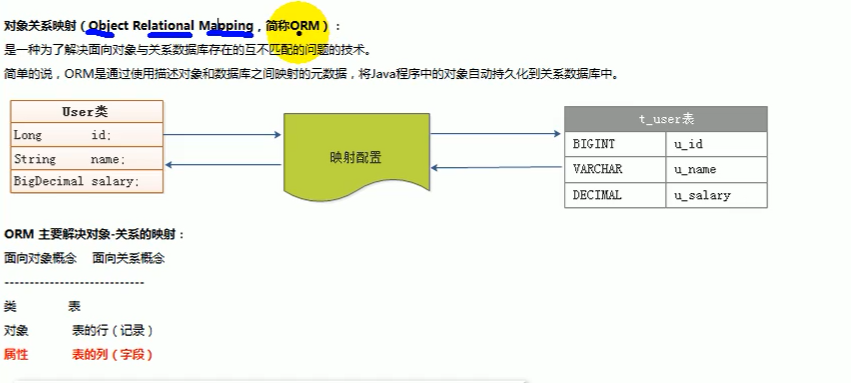 对象关系映射（Object Relational Mapping，简称ORM）：
是一种为了解决面向对象与关系数据库存在的互不匹配的问题的技术。
简单的说，ORM是通过使用描述对象和数据库之间映射的元数据，将Java程序中的对象自动持久化到关系数据库中。
User类
Long id;
String name;
BigDecimal salary;
映射配置
t_user表
BIGINT u_id
VARCHAR u_name
DECIMAL u_salary
ORM 主要解决对象-关系的映射：
面向对象概念 面向关系概念
----------------------------
类 表
对象 表的行（记录）
属性 表的列（字段）